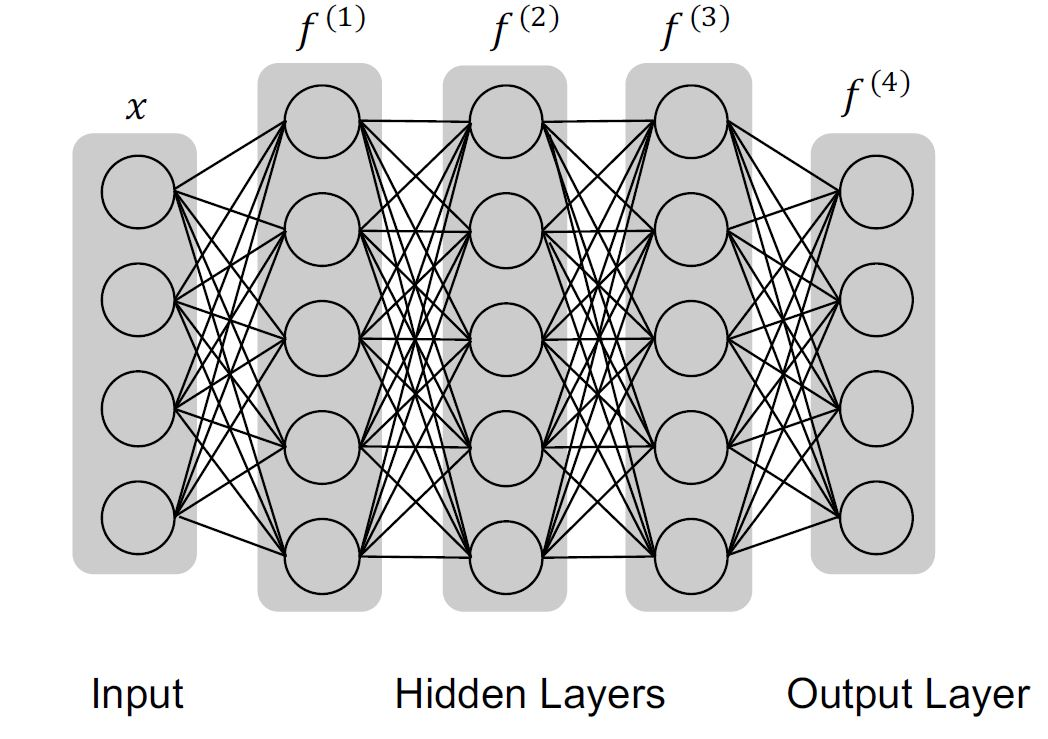 f (1) f (2) f (3)
x f (4)
Input Hidden Layers Output Layer